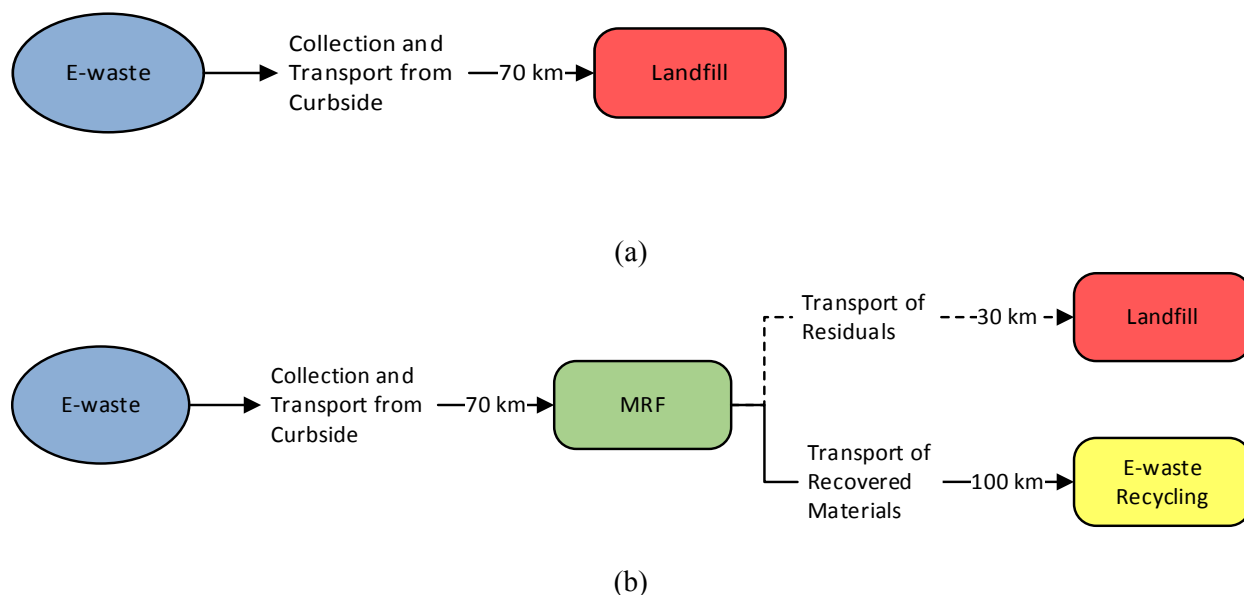 E-waste
Collection and
Transport from
Curbside
70 km
Landfill
(a)
E-waste
Collection and
Transport from
Curbside
70 km
MRF
Transport of
Residuals
30 km
Landfill
Transport of
Recovered
Materials
100 km
E-waste
Recycling
(b)